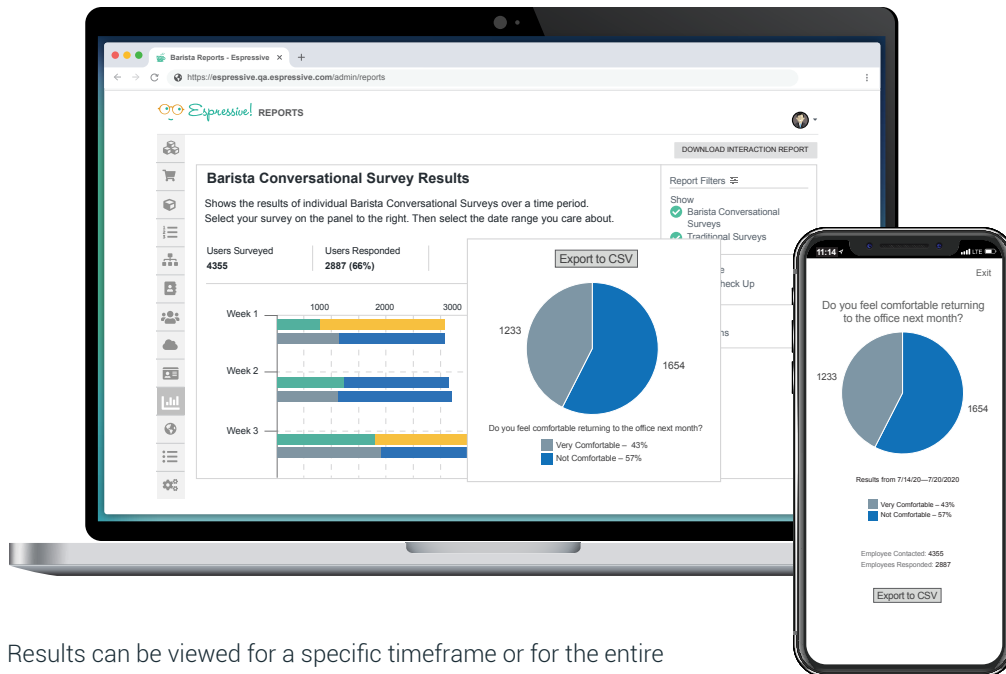 Barista Reports - Espressive X +
https://espressive.qa.espressive.com/admin/reports
Espressive! REPORTS
DOWNLOAD INTERACTION REPORT
Barista Conversational Survey Results
Shows the results of individual Barista Conversational Surveys over a time period.
Select your survey on the panel to the right. Then select the date range you care about.
Users Surveyed
4355
Users Responded
2887 (66%)
Report Filters
Show
Barista Conversational
Surveys
Traditional Surveys
1000 2000 3000
Week 1
Week 2
Week 3
Export to CSV
1233
1654
Do you feel comfortable returning to the office next month?
Very Comfortable – 43%
Not Comfortable – 57%
11:14
LTE
Exit
Do you feel comfortable returning
to the office next month?
1233
1654
Results from 7/14/20—7/20/2020
Very Comfortable – 43%
Not Comfortable – 57%
Employee Contacted: 4355
Employees Responded: 2887
Export to CSV
Results can be viewed for a specific timeframe or for the entire